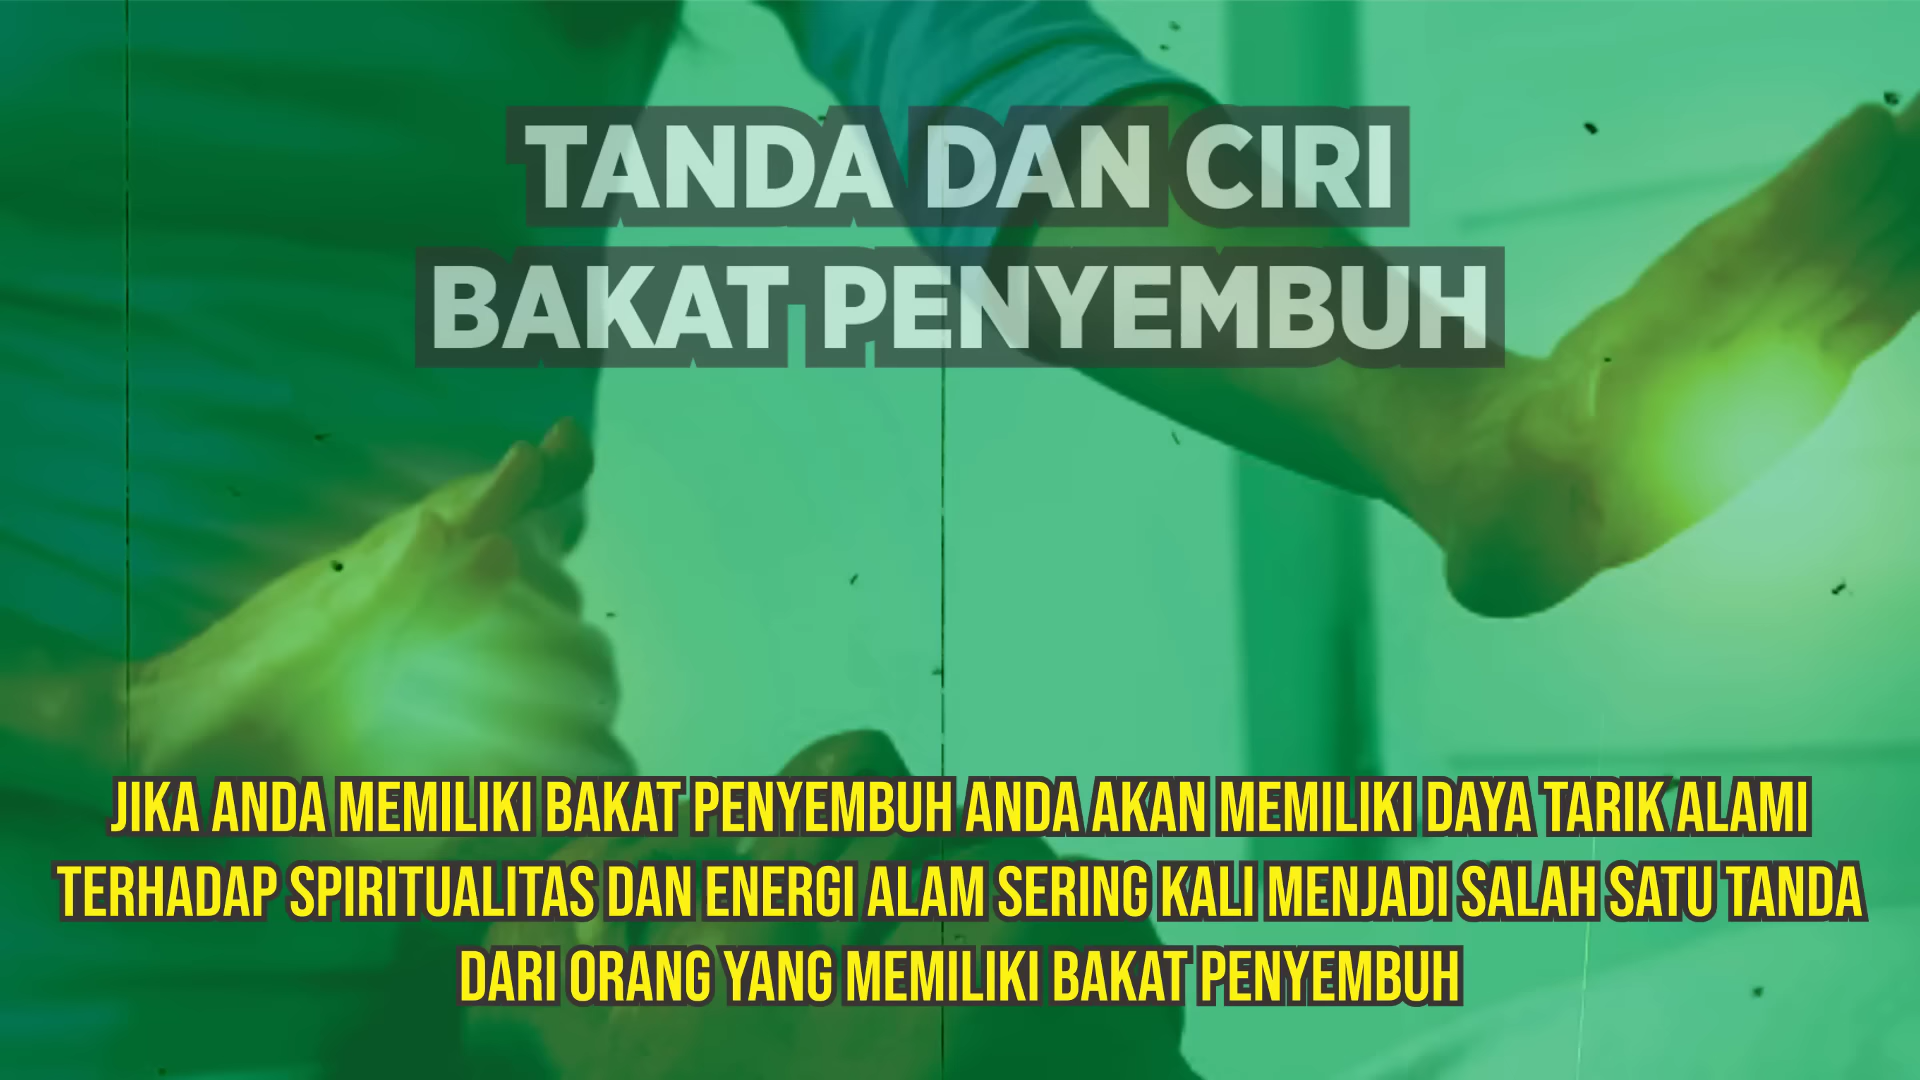 TANDA DAN CIRI
BAKAT PENYEMBUH
JIKA ANDA MEMILIKI BAKAT PENYEMBUH ANDA AKAN MEMILIKI DAYA TARIK ALAMI
TERHADAP SPIRITUALITAS DAN ENERGI ALAM SERING KALI MENJADI SALAH SATU TANDA
DARI ORANG YANG MEMILIKI BAKAT PENYEMBUH